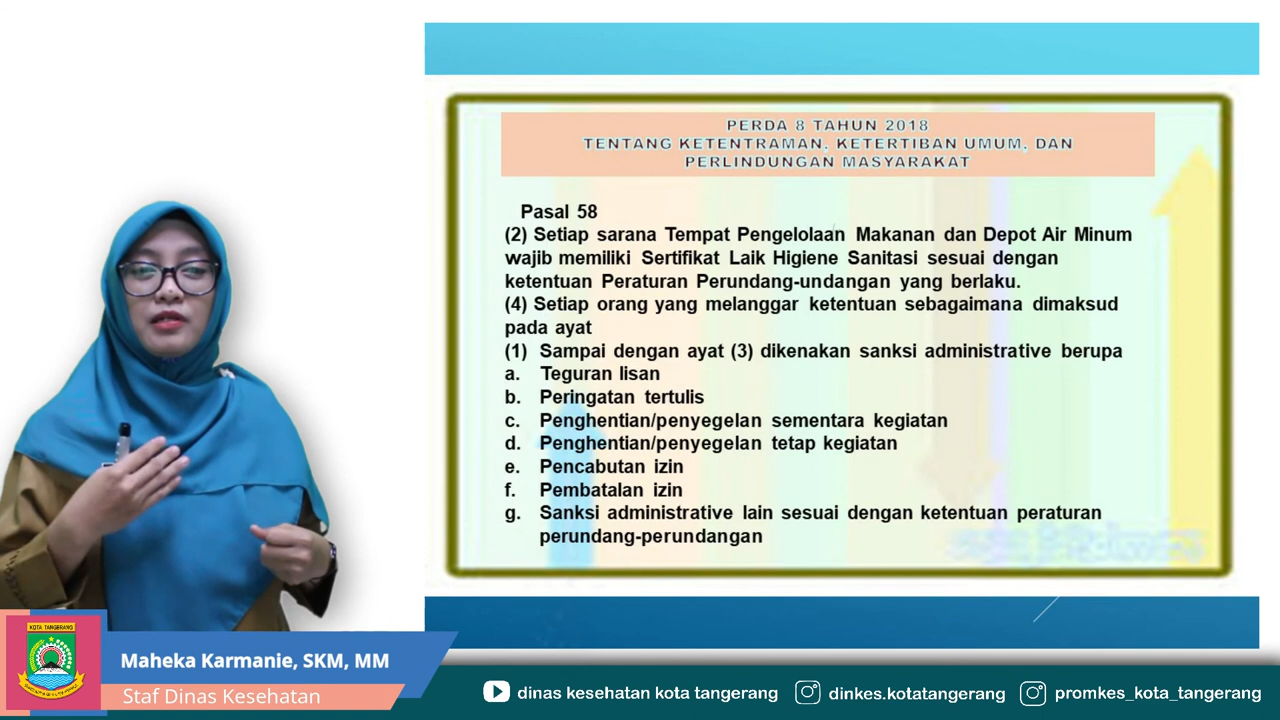 PERDA 8 TAHUN 2018
TENTANG KETENTRAMAN, KETERTIBAN UMUM, DAN
PERLINDUNGAN MASYARAKAT
Pasal 58
(2) Setiap sarana Tempat Pengelolaan Makanan dan Depot Air Minum
wajib memiliki Sertifikat Laik Higiene Sanitasi sesuai dengan
ketentuan Peraturan Perundang-undangan yang berlaku.
(4) Setiap orang yang melanggar ketentuan sebagaimana dimaksud
pada ayat
(1) Sampai dengan ayat (3) dikenakan sanksi administrative berupa
a. Teguran lisan
b. Peringatan tertulis
c. Penghentian/penyegelan sementara kegiatan
d. Penghentian/penyegelan tetap kegiatan
e. Pencabutan izin
f. Pembatalan izin
g. Sanksi administrative lain sesuai dengan ketentuan peraturan
perundang-perundangan
KOTA TANGERANG
Maheka Karmanie, SKM, MM
Staf Dinas Kesehatan
dinas kesehatan kota tangerang
dinkes.kotatangerang
promkes_kota_tangerang